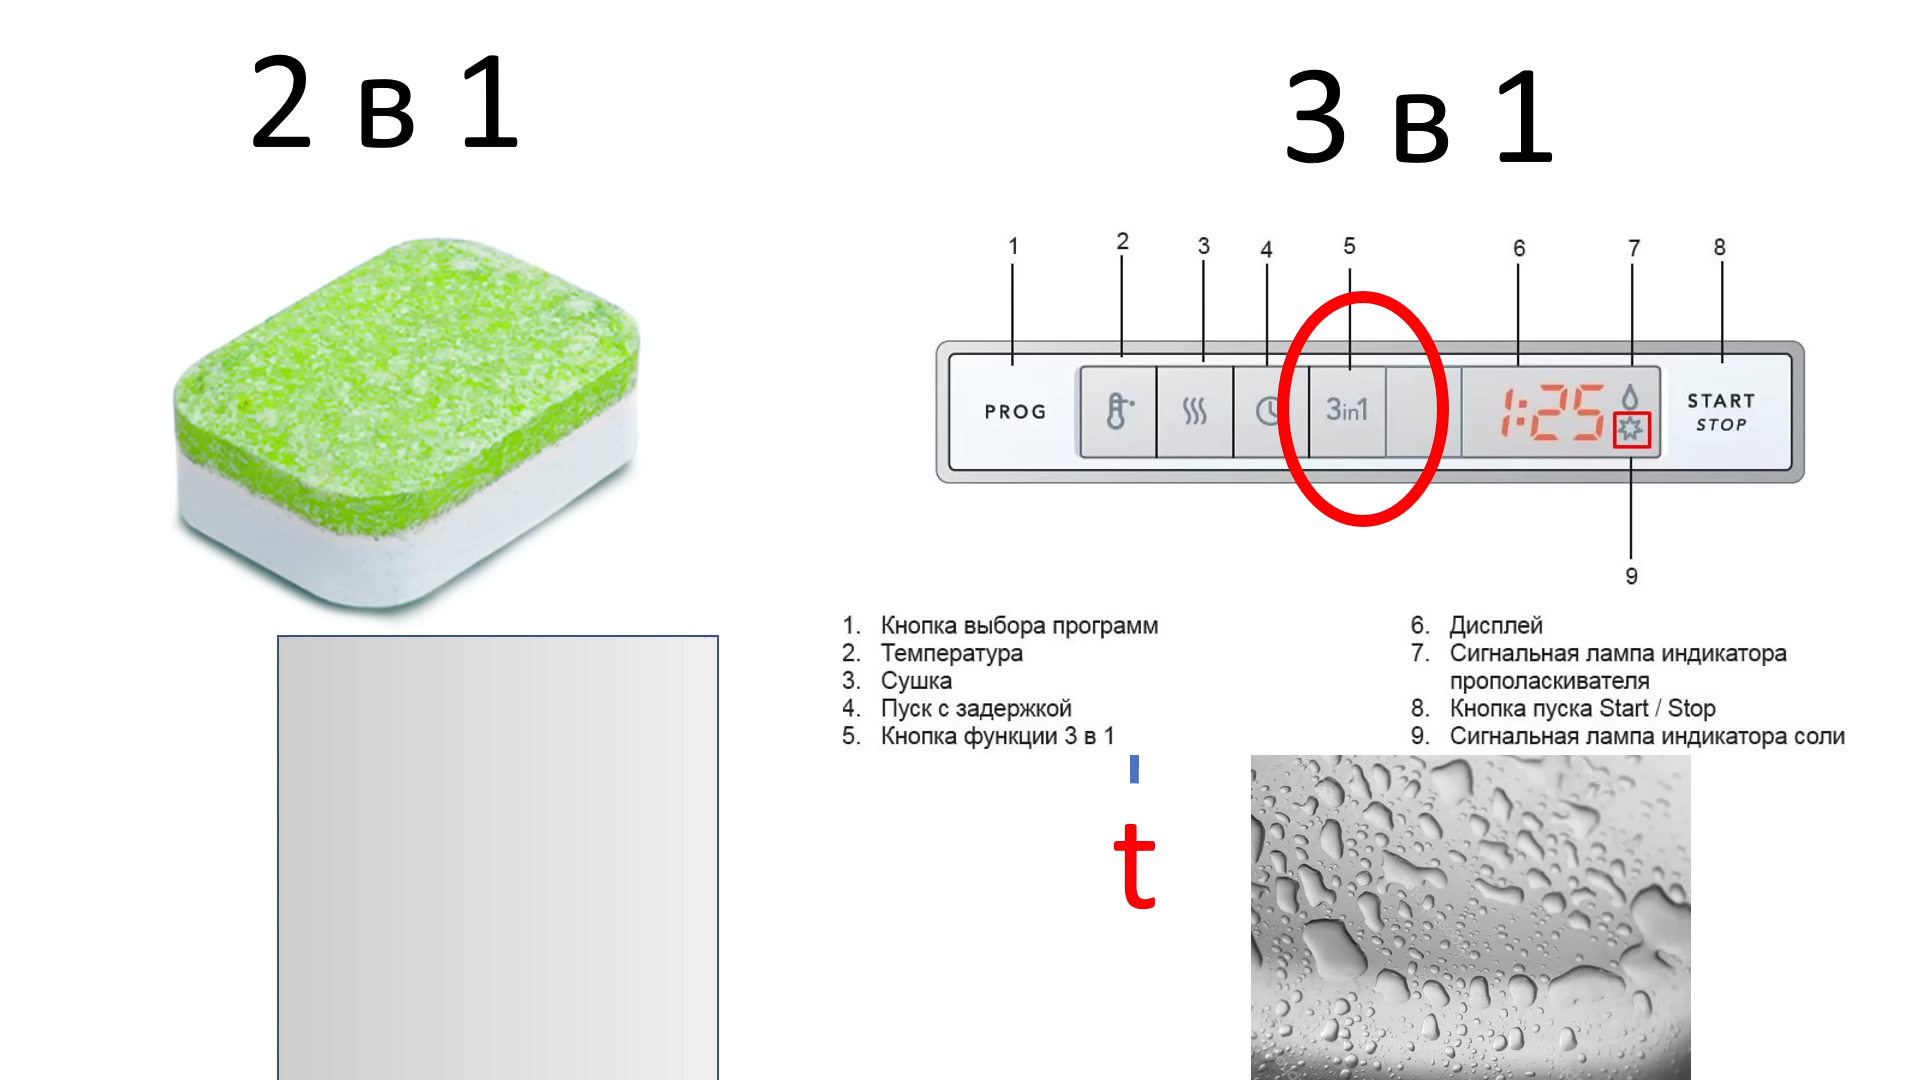 2 в 1
3 в 1
1 2 3 4 5 6 7 8
PROG
3in1
1:25
START
STOP
9
1. Кнопка выбора программ
2. Температура
3. Сушка
4. Пуск с задержкой
5. Кнопка функции 3 в 1
6. Дисплей
7. Сигнальная лампа индикатора
прополаскивателя
8. Кнопка пуска Start / Stop
9. Сигнальная лампа индикатора соли
t